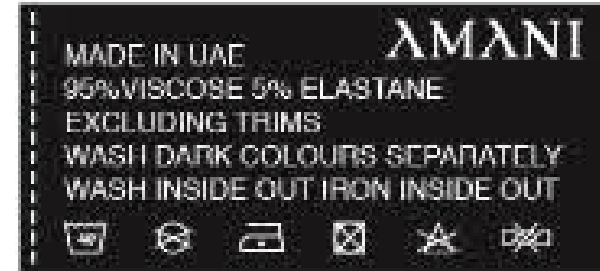 AMANI
MADE IN UAE
95%VISCOSE 5% ELASTANE
EXCLUDING TRIMS
WASH DARK COLOURS SEPARATELY
WASH INSIDE OUT IRON INSIDE OUT